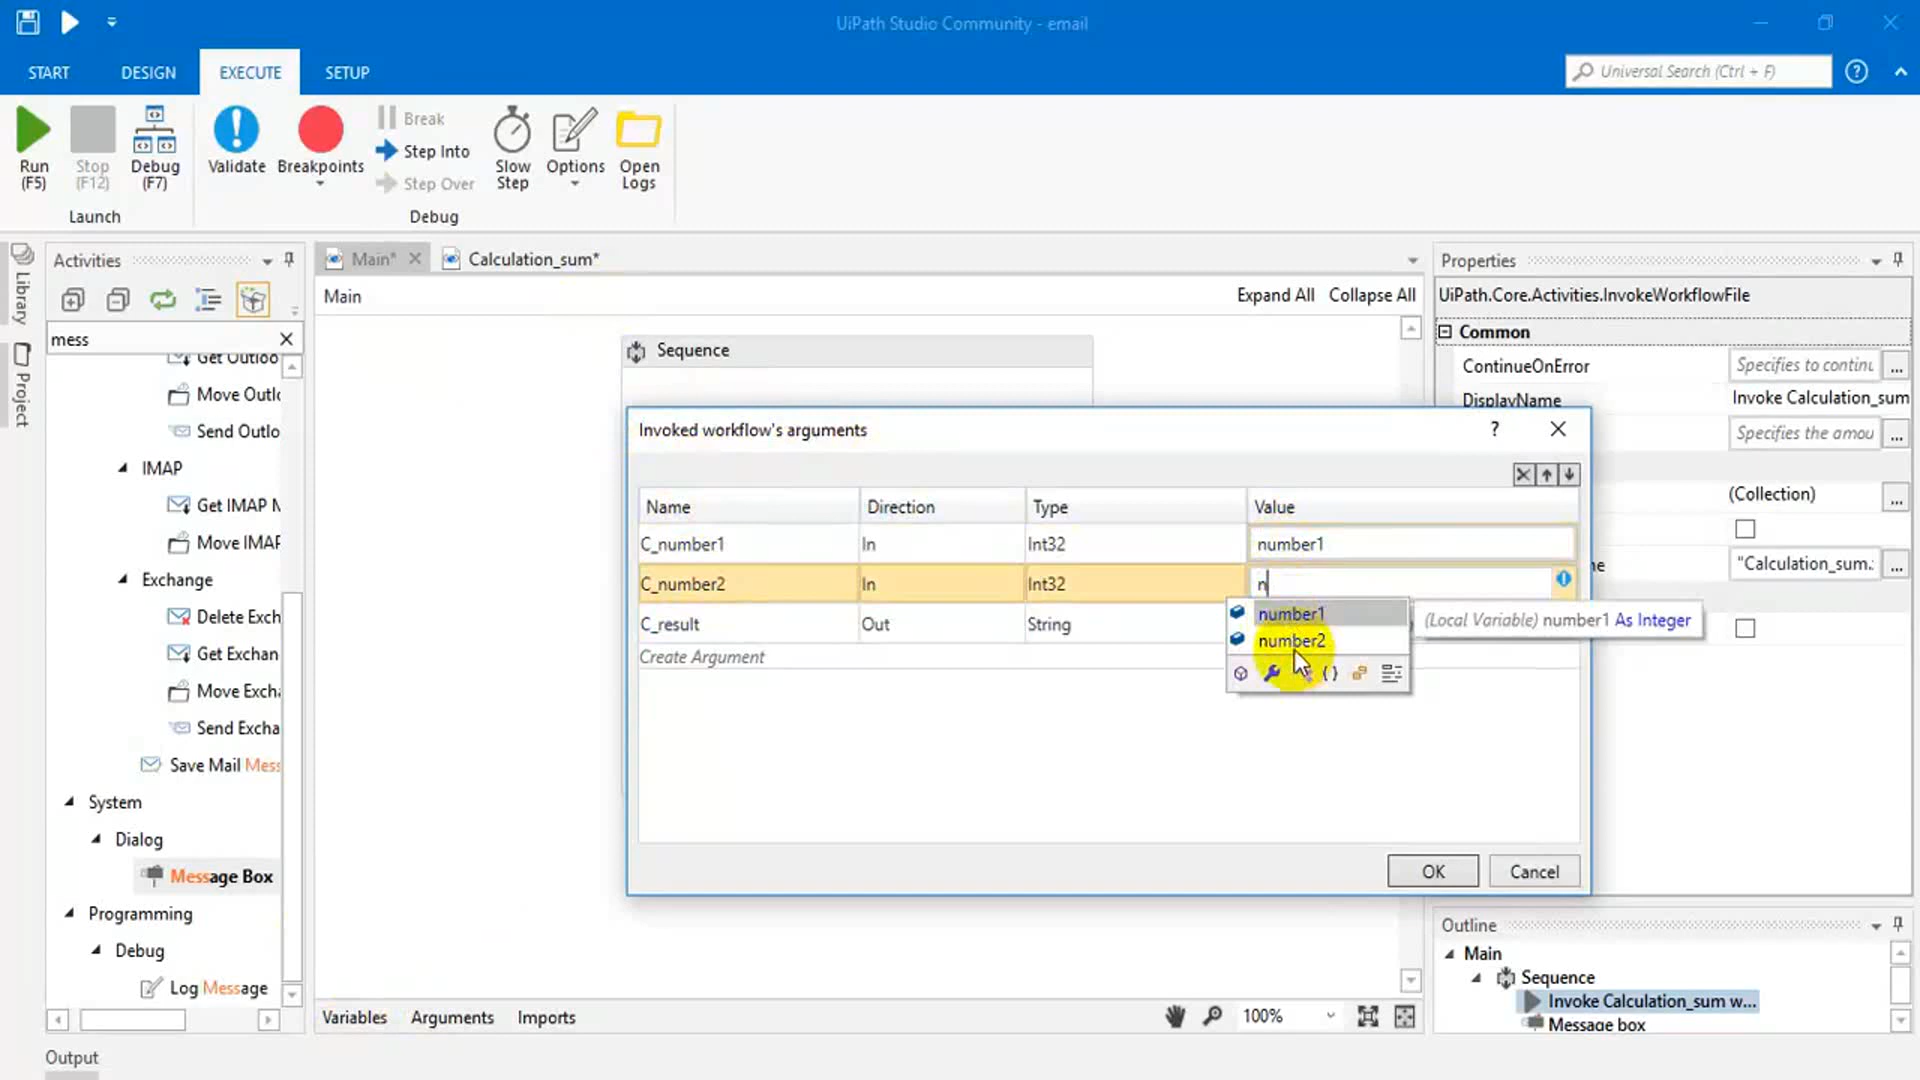 UiPath Studio Community - email
START DESIGN EXECUTE SETUP
Universal Search (Ctrl + F)
Run (F5)
Stop (F12)
Debug (F7)
Launch
Validate
Breakpoints
Break
Step Into
Step Over
Slow Step
Options
Open Logs
Debug
Library
Project
Activities
mess
Get Outloo
Move Outlo
Send Outlo
IMAP
Get IMAP M
Move IMAP
Exchange
Delete Exch
Get Exchan
Move Excha
Send Excha
Save Mail Mess
System
Dialog
Message Box
Programming
Debug
Log Message
Main* Calculation_sum*
Main
Expand All Collapse All
Sequence
Invoked workflow's arguments
?
Name Direction Type Value
C_number1 In Int32 number1
C_number2 In Int32 n
C_result Out String
Create Argument
number1
number2
(Local Variable) number1 As Integer
OK Cancel
Variables Arguments Imports
100%
Properties
UiPath.Core.Activities.InvokeWorkflowFile
Common
ContinueOnError Specifies to continu ...
DisplayName Invoke Calculation_sum
Specifies the amou ...
(Collection) ...
"Calculation_sum. ...
Outline
Main
Sequence
Invoke Calculation_sum w...
Message box
Output